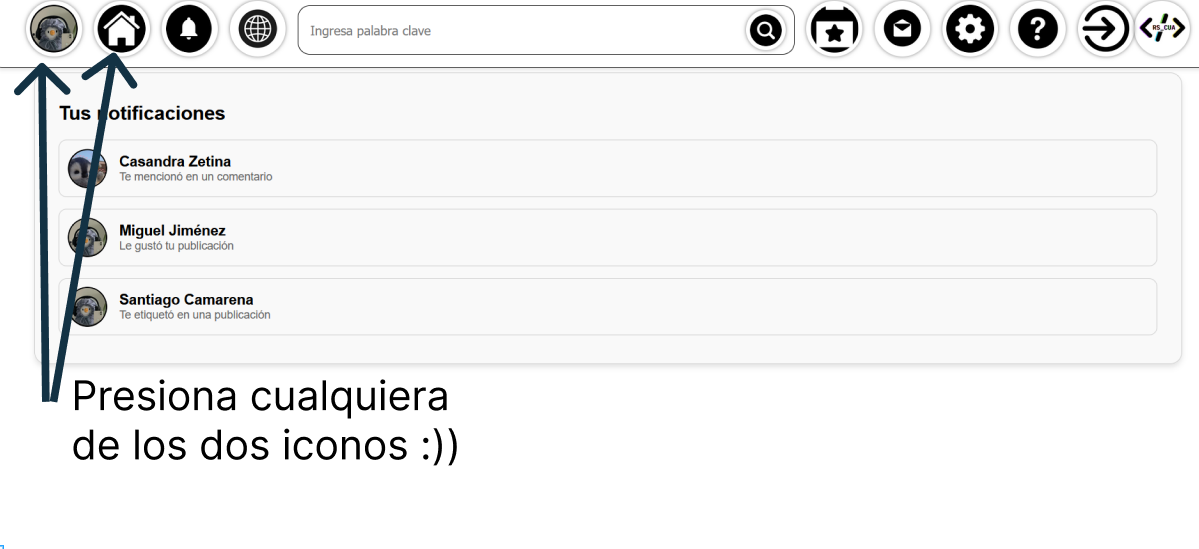 Ingresa palabra clave
RS_CUA
Tus notificaciones
Casandra Zetina
Te mencionó en un comentario
Miguel Jiménez
Le gustó tu publicación
Santiago Camarena
Te etiquetó en una publicación
Presiona cualquiera
de los dos iconos :))